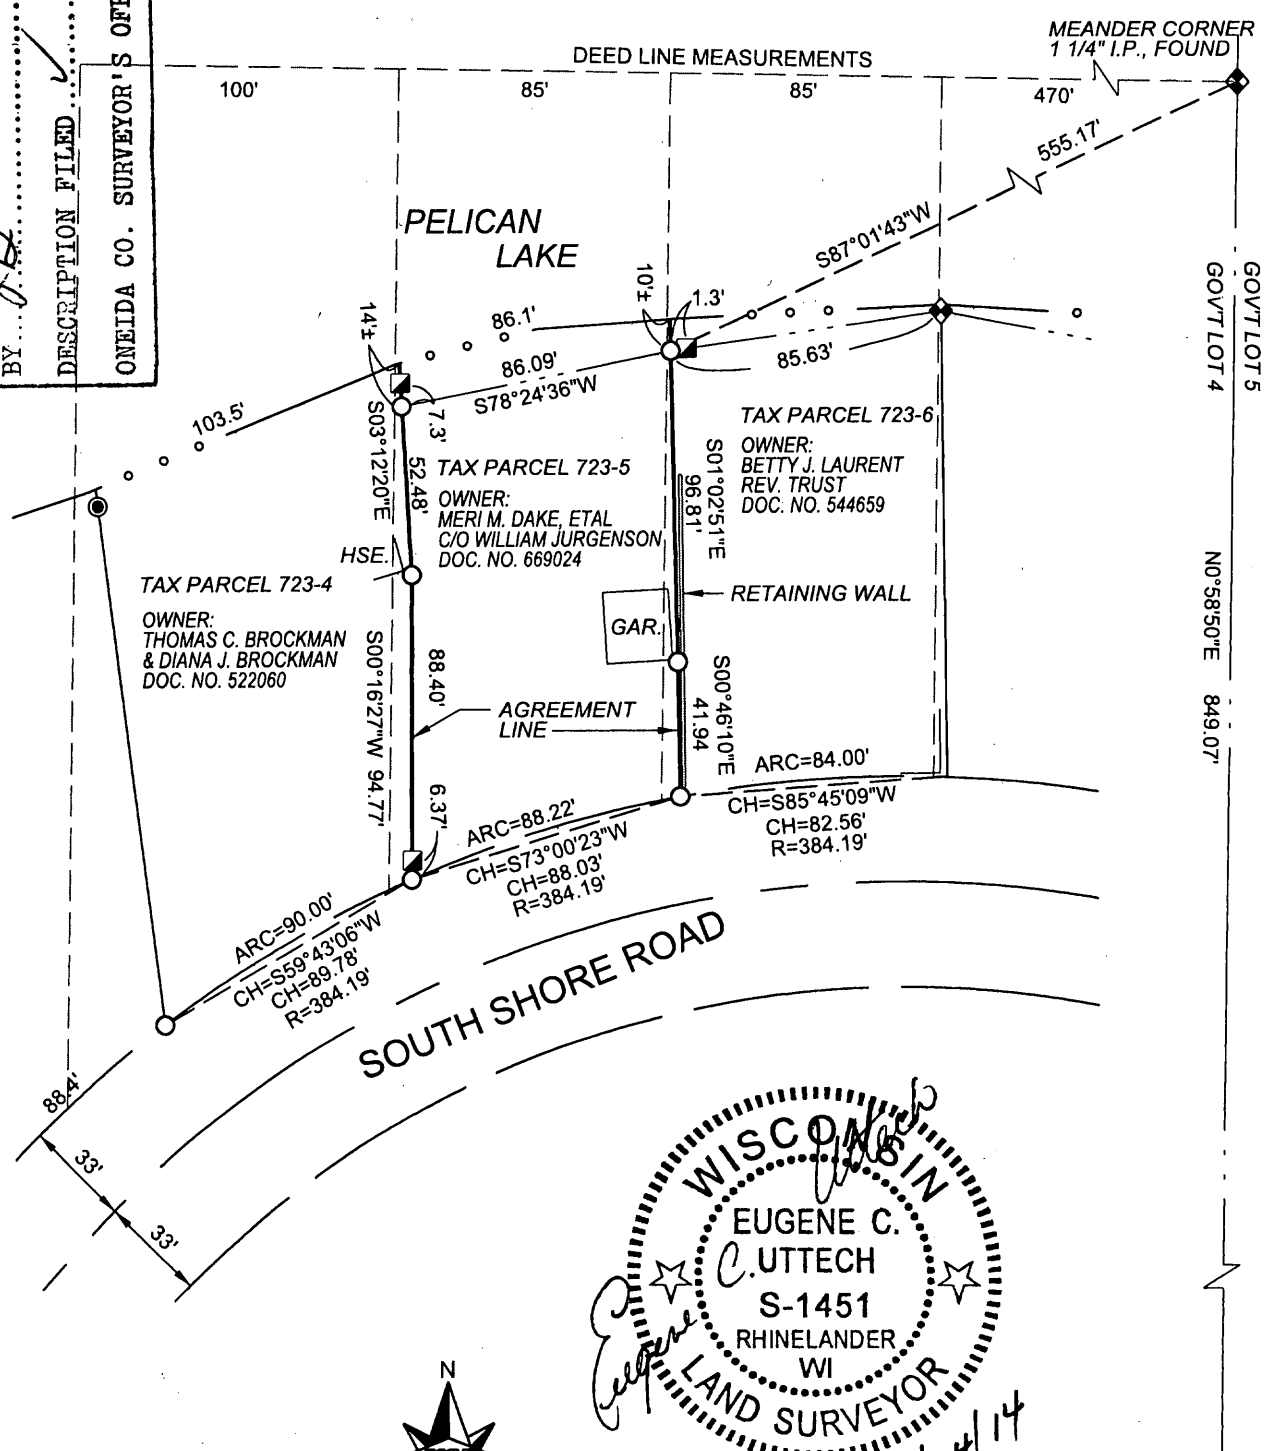 BY
DESCRIPTION FILED
ONEIDA CO. SURVEYOR'S
MEANDER CORNER
1 1/4" I.P., FOUND
DEED LINE MEASUREMENTS
100'
85'
85'
470'
555.17'
S87°01'43"W
PELICAN
LAKE
GOV'T LOT 5
GOV'T LOT 4
14'±
10'±
1.3'
86.1'
86.09'
S78°24'36"W
85.63'
103.5'
7.3'
S03°12'20"E
52.48'
TAX PARCEL 723-6
OWNER:
BETTY J. LAURENT
REV. TRUST
DOC. NO. 544659
TAX PARCEL 723-5
OWNER:
MERI M. DAKE, ETAL
C/O WILLIAM JURGENSON
DOC. NO. 669024
S01°02'51"E
96.81'
HSE.
TAX PARCEL 723-4
OWNER:
THOMAS C. BROCKMAN
& DIANA J. BROCKMAN
DOC. NO. 522060
RETAINING WALL
GAR.
N0°58'50"E 849.07'
S00°16'27"W 94.77'
88.40'
S00°46'10"E
41.94
AGREEMENT
LINE
6.37'
ARC=84.00'
CH=S85°45'09"W
CH=82.56'
R=384.19'
ARC=88.22'
CH=S73°00'23"W
CH=88.03'
R=384.19'
ARC=90.00'
CH=S59°43'06"W
CH=89.78'
R=384.19'
SOUTH SHORE ROAD
88.4'
33'
33'
WISCONSIN
EUGENE C.
UTTECH
S-1451
RHINELANDER
WI
LAND SURVEYOR
Eugene C. Uttech
N